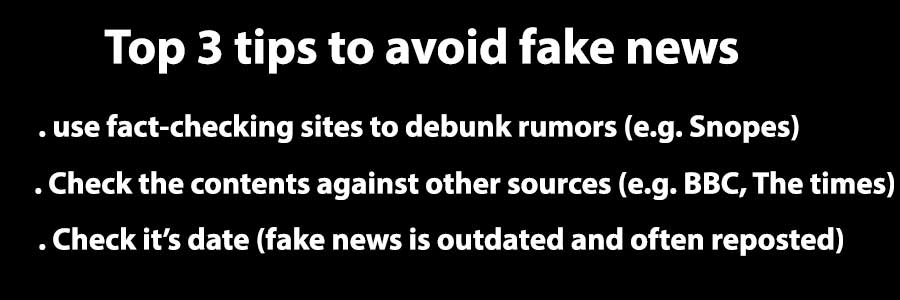 Top 3 tips to avoid fake news
. use fact-checking sites to debunk rumors (e.g. Snopes)
. Check the contents against other sources (e.g. BBC, The times)
. Check it’s date (fake news is outdated and often reposted)